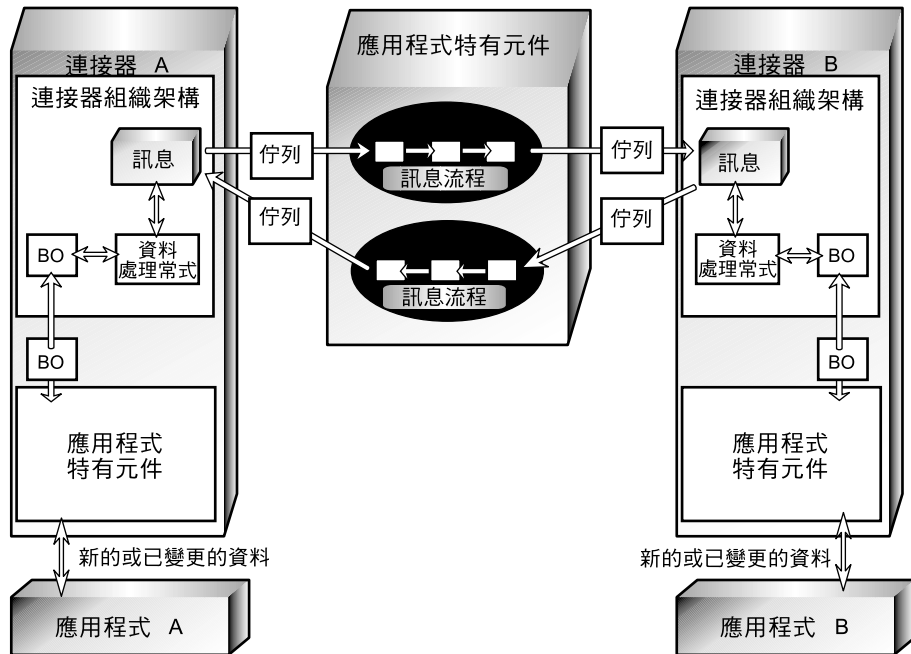 連接器 A
連接器組織架構
訊息
BO
資料
處理常式
BO
應用程式
特有元件
新的或已變更的資料
應用程式 A
佇列
佇列
應用程式特有元件
訊息流程
訊息流程
佇列
佇列
連接器 B
連接器組織架構
訊息
資料
處理常式
BO
BO
應用程式
特有元件
新的或已變更的資料
應用程式 B